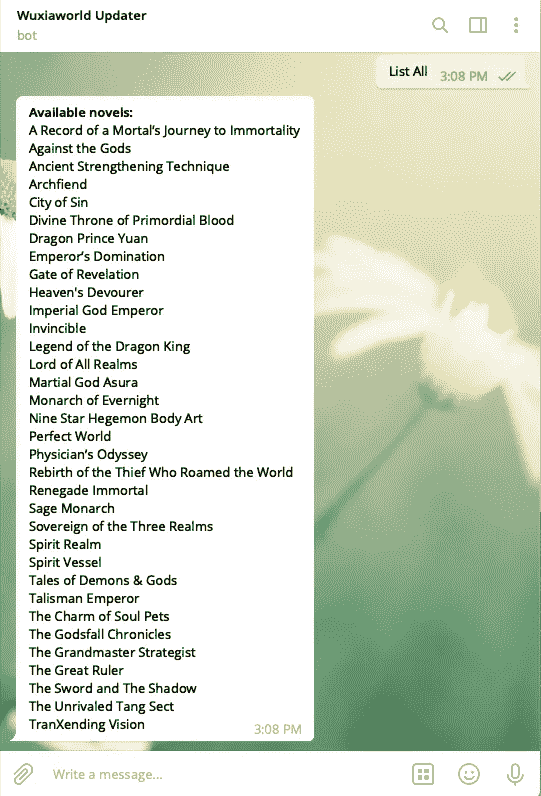 Wuxiaworld Updater
bot
List All 3:08 PM
Available novels:
A Record of a Mortal's Journey to Immortality
Against the Gods
Ancient Strengthening Technique
Archfiend
City of Sin
Divine Throne of Primordial Blood
Dragon Prince Yuan
Emperor's Domination
Gate of Revelation
Heaven's Devourer
Imperial God Emperor
Invincible
Legend of the Dragon King
Lord of All Realms
Martial God Asura
Monarch of Evernight
Nine Star Hegemon Body Art
Perfect World
Physician's Odyssey
Rebirth of the Thief Who Roamed the World
Renegade Immortal
Sage Monarch
Sovereign of the Three Realms
Spirit Realm
Spirit Vessel
Tales of Demons & Gods
Talisman Emperor
The Charm of Soul Pets
The Godsfall Chronicles
The Grandmaster Strategist
The Great Ruler
The Sword and The Shadow
The Unrivaled Tang Sect
TranXending Vision
3:08 PM
Write a message...